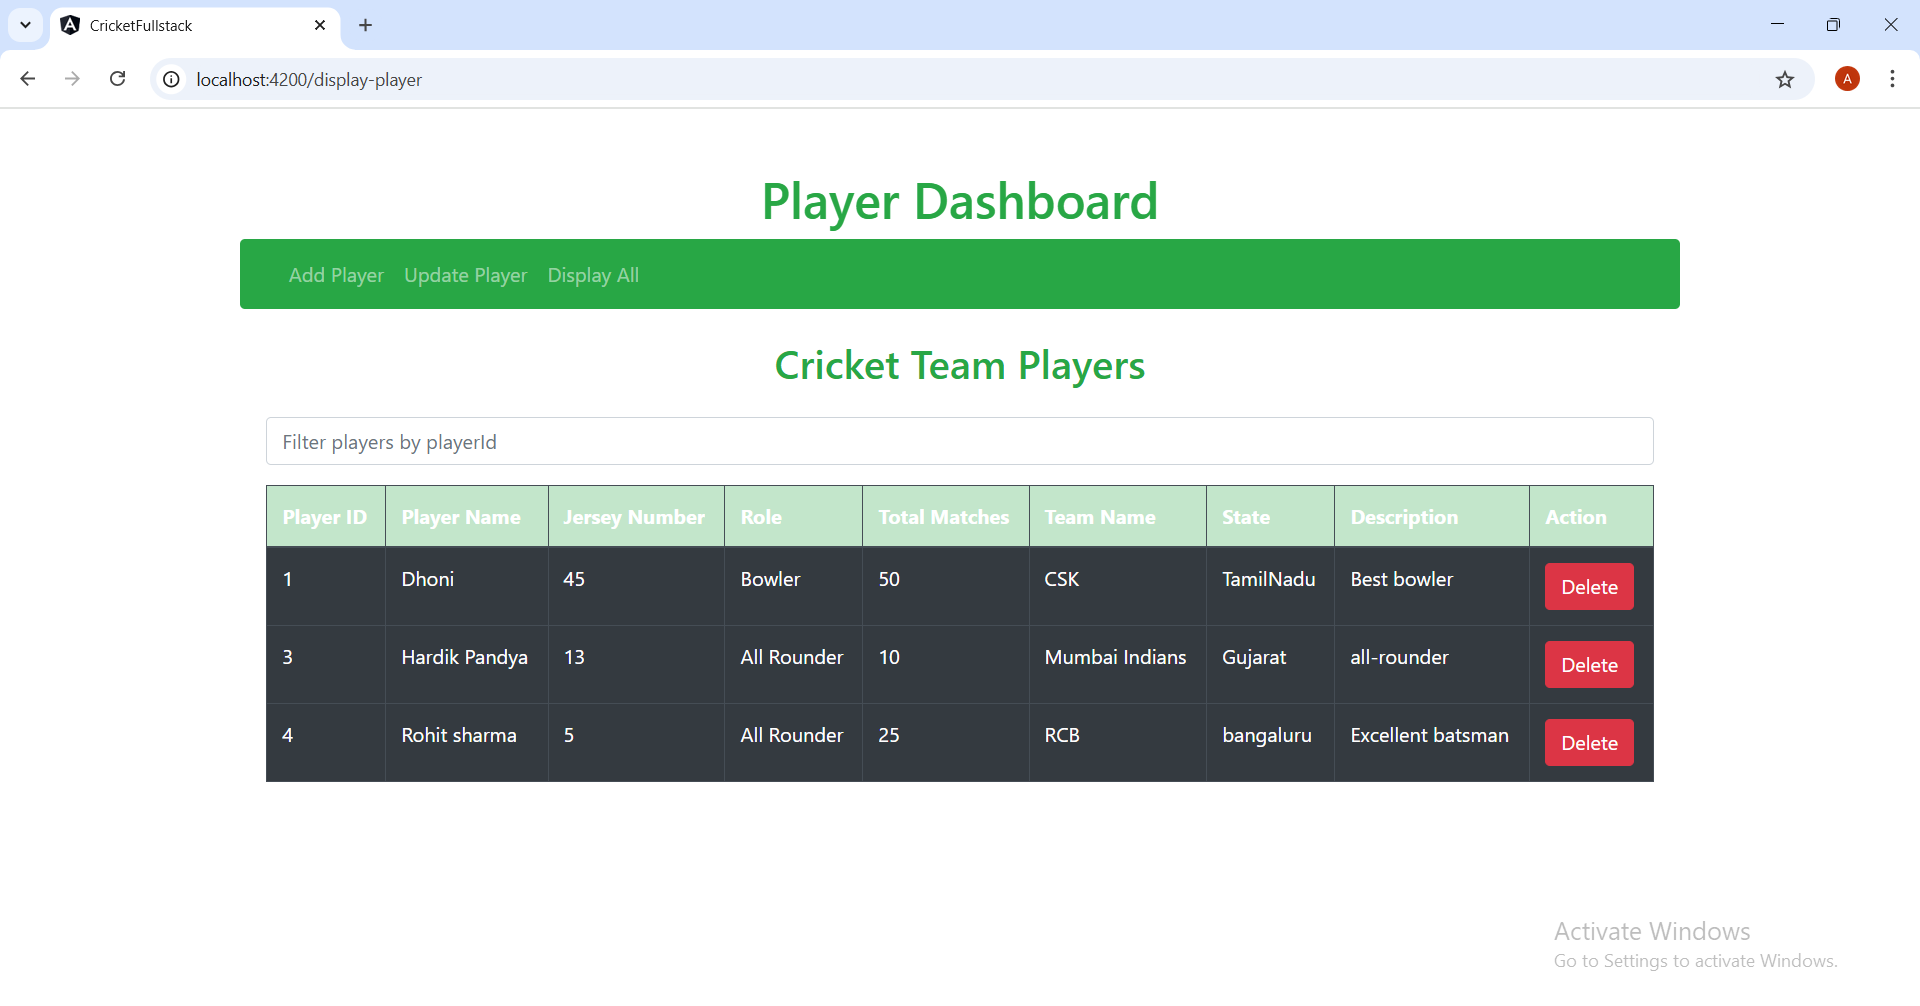 CricketFullstack
localhost:4200/display-player
A
Player Dashboard
Add Player Update Player Display All
Cricket Team Players
Filter players by playerId
Player ID Player Name Jersey Number Role Total Matches Team Name State Description Action
1 Dhoni 45 Bowler 50 CSK TamilNadu Best bowler Delete
3 Hardik Pandya 13 All Rounder 10 Mumbai Indians Gujarat all-rounder Delete
4 Rohit sharma 5 All Rounder 25 RCB bangaluru Excellent batsman Delete
Activate Windows
Go to Settings to activate Windows.